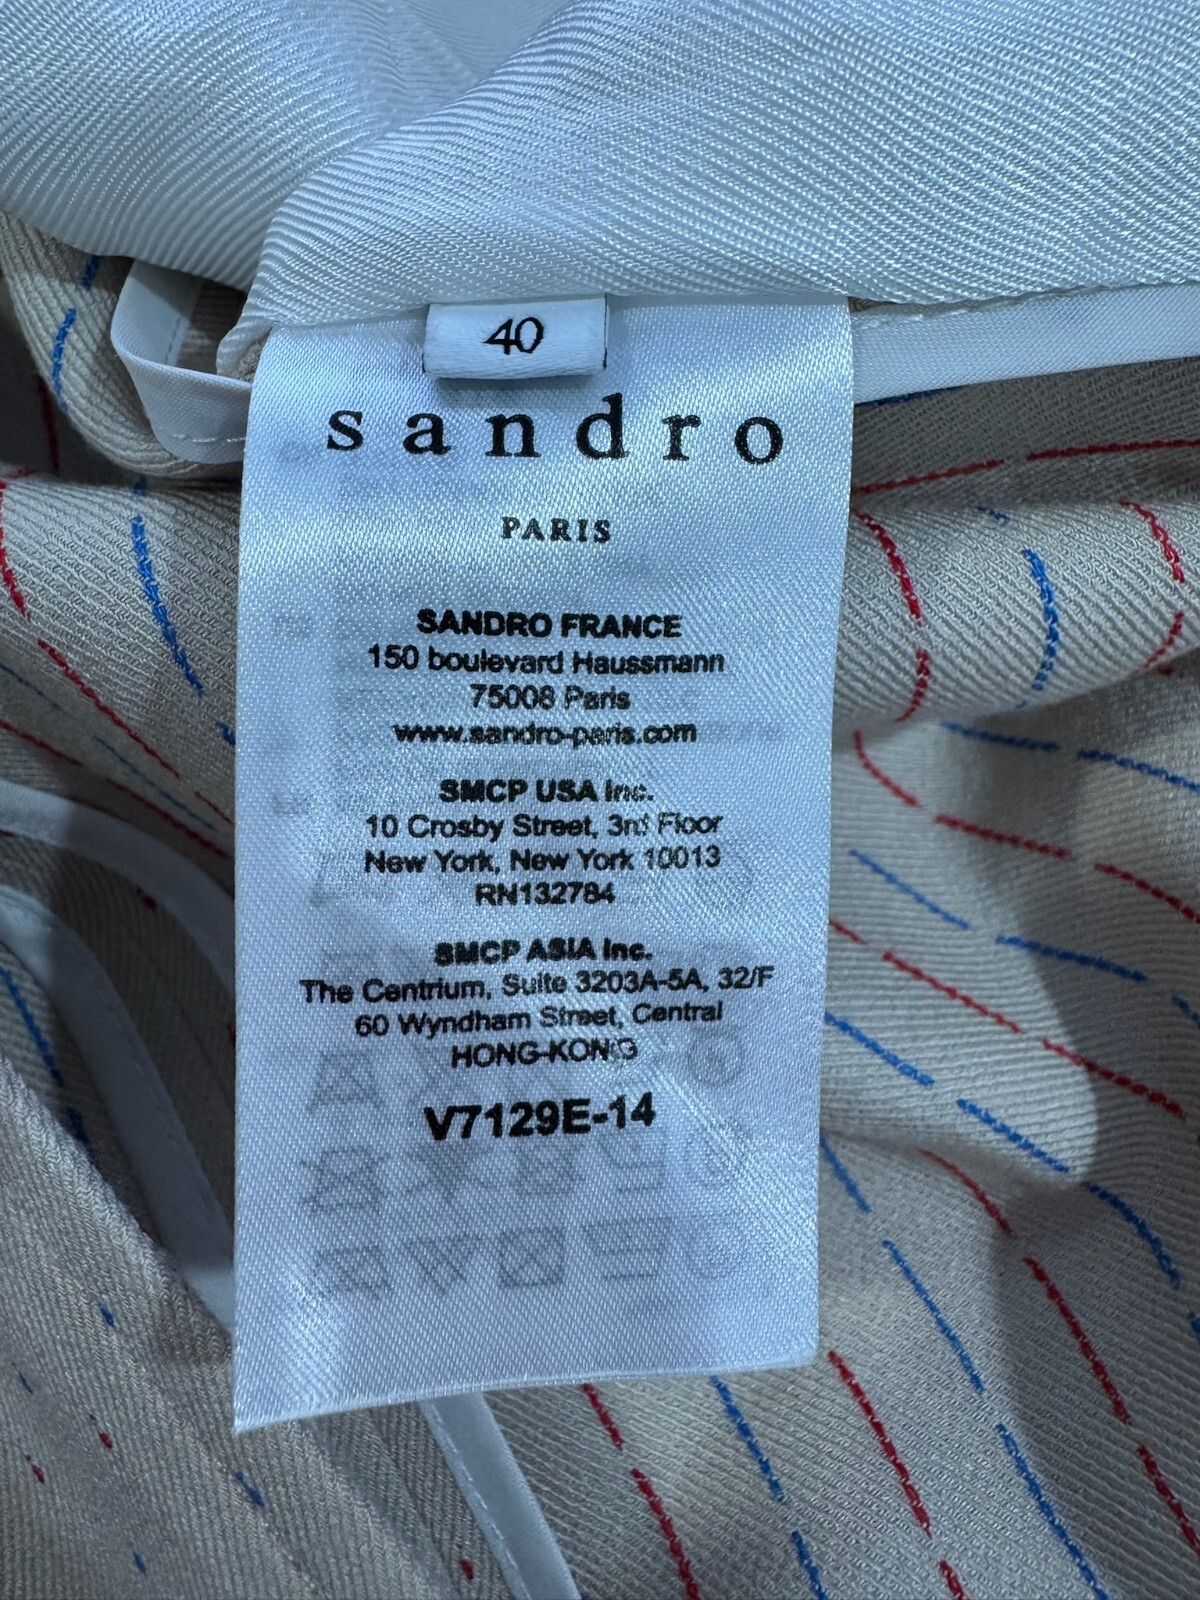 40
sandro
PARIS
SANDRO FRANCE
150 boulevard Haussmann
75008 Paris
www.sandro-paris.com
SMCP USA Inc.
10 Crosby Street, 3rd Floor
New York, New York 10013
RN132784
SMCP ASIA Inc.
The Centrium, Suite 3203A-5A, 32/F
60 Wyndham Street, Central
HONG-KONG
V7129E-14